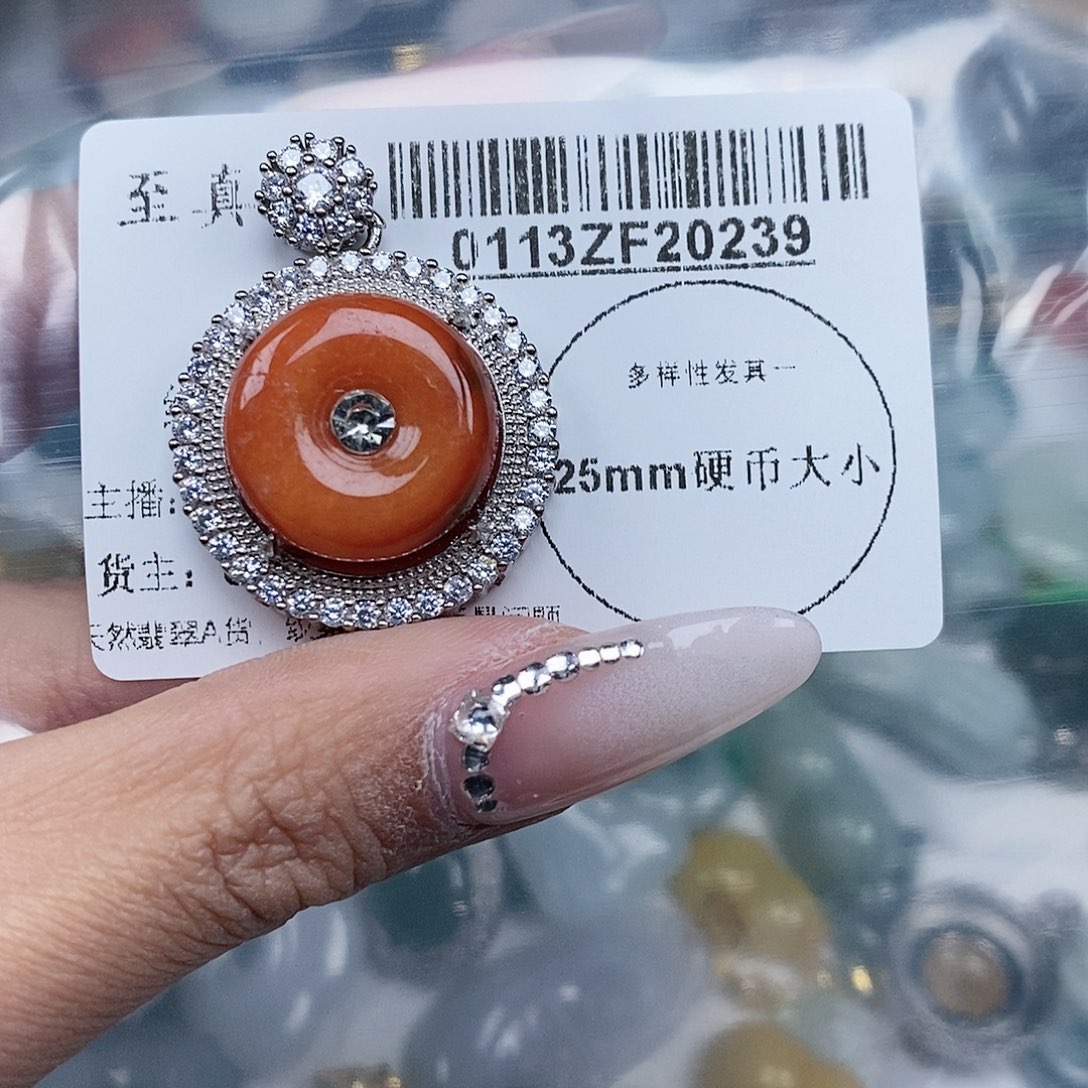 至真
0113ZF20239
多样性发其一
25mm硬币大小
主播:
货主:
天然翡翠A货,